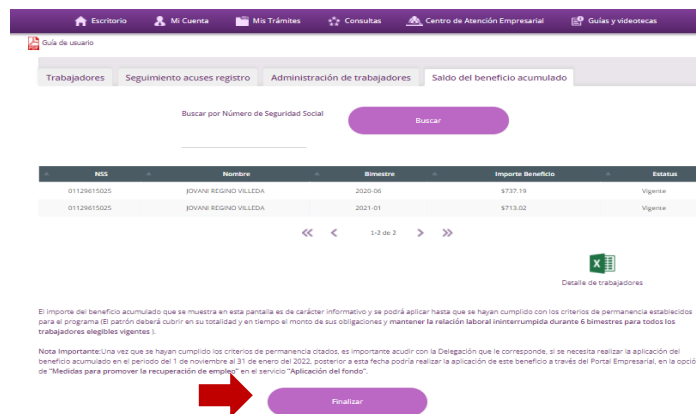 Escritorio Mi Cuenta Mis Trámites Consultas Centro de Atención Empresarial Guías y videotecas
Guía de usuario
Trabajadores Seguimiento acuses registro Administración de trabajadores Saldo del beneficio acumulado
Buscar por Número de Seguridad Social Buscar
NSS Nombre Bimestre Importe Beneficio Estatus
01129615025 JOVANI REGINO VILLEDA 2020-06 $737.19 Vigente
01129615025 JOVANI REGINO VILLEDA 2021-01 $713.02 Vigente
1-2 de 2
Detalle de trabajadores
El importe del beneficio acumulado que se muestra en esta pantalla es de carácter informativo y se podrá aplicar hasta que se hayan cumplido con los criterios de permanencia establecidos
para el programa (El patrón deberá cubrir en su totalidad y en tiempo el monto de sus obligaciones y mantener la relación laboral ininterrumpida durante 6 bimestres para todos los
trabajadores elegibles vigentes ).
Nota Importante:Una vez que se hayan cumplido los criterios de permanencia citados, es importante acudir con la Delegación que le corresponde, si se necesita realizar la aplicación del
beneficio acumulado en el periodo del 1 de noviembre al 31 de enero del 2022, posterior a esta fecha podría realizar la aplicación de este beneficio a través del Portal Empresarial, en la opció
de "Medidas para promover la recuperación de empleo" en el servicio "Aplicación del fondo".
Finalizar